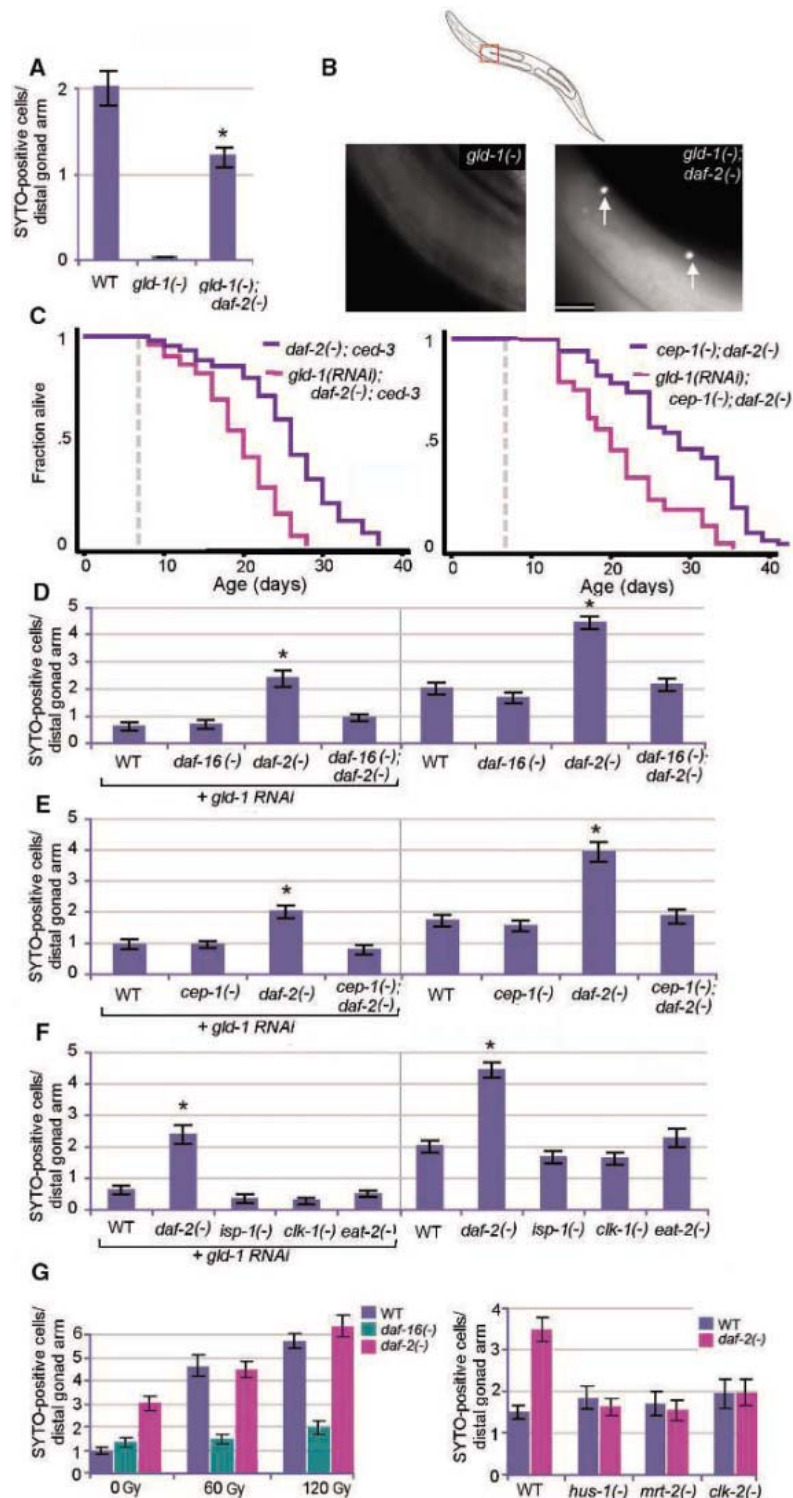 A
B
SYTO-positive cells/
distal gonad arm
2
1
0
WT
gld-1(-)
gld-1(-);
daf-2(-)
*
gld-1(-)
gld-1(-);
daf-2(-)
C
Fraction alive
1
.5
0
daf-2(-); ced-3
gld-1(RNAi);
daf-2(-); ced-3
0 10 20 30 40
Age (days)
1
.5
0
cep-1(-); daf-2(-)
gld-1(RNAi);
cep-1(-); daf-2(-)
0 10 20 30 40
Age (days)
D
SYTO-positive cells/
distal gonad arm
5
4
3
2
1
0
*
*
WT daf-16(-) daf-2(-) daf-16(-);
daf-2(-)
WT daf-16(-) daf-2(-) daf-16(-);
daf-2(-)
+ gld-1 RNAi
E
SYTO-positive cells/
distal gonad arm
5
4
3
2
1
0
*
*
WT cep-1(-) daf-2(-) cep-1(-);
daf-2(-)
WT cep-1(-) daf-2(-) cep-1(-);
daf-2(-)
+ gld-1 RNAi
F
SYTO-positive cells/
distal gonad arm
5
4
3
2
1
0
*
*
WT daf-2(-) isp-1(-) clk-1(-) eat-2(-)
WT daf-2(-) isp-1(-) clk-1(-) eat-2(-)
+ gld-1 RNAi
G
SYTO-positive cells/
distal gonad arm
6
5
4
3
2
1
0
WT
daf-16(-)
daf-2(-)
0 Gy 60 Gy 120 Gy
SYTO-positive cells/
distal gonad arm
4
3
2
1
0
WT
daf-2(-)
WT hus-1(-) mrt-2(-) clk-2(-)